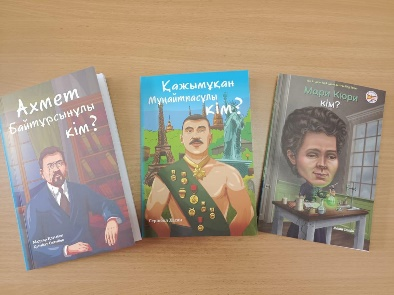 Ахмет
Байтұрсынұлы
кім?
Қажымұқан
Мұңайтпасұлы
кім?
Мари Кюри
кім?